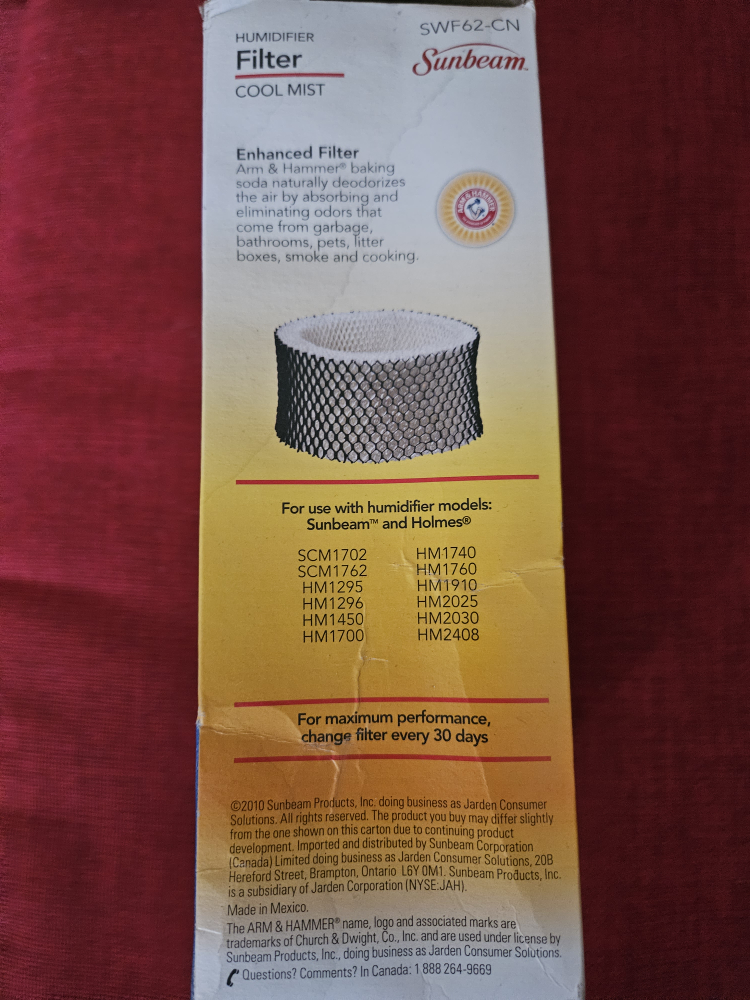 HUMIDIFIER
Filter
COOL MIST
SWF62-CN
Sunbeam™
Enhanced Filter
Arm & Hammer® baking
soda naturally deodorizes
the air by absorbing and
eliminating odors that
come from garbage,
bathrooms, pets, litter
boxes, smoke and cooking.
ARM & HAMMER
For use with humidifier models:
Sunbeam™ and Holmes®
SCM1702 HM1740
SCM1762 HM1760
HM1295 HM1910
HM1296 HM2025
HM1450 HM2030
HM1700 HM2408
For maximum performance,
change filter every 30 days
©2010 Sunbeam Products, Inc. doing business as Jarden Consumer
Solutions. All rights reserved. The product you buy may differ slightly
from the one shown on this carton due to continuing product
development. Imported and distributed by Sunbeam Corporation
(Canada) Limited doing business as Jarden Consumer Solutions, 20B
Hereford Street, Brampton, Ontario L6Y 0M1. Sunbeam Products, Inc.
is a subsidiary of Jarden Corporation (NYSE:JAH).
Made in Mexico.
The ARM & HAMMER® name, logo and associated marks are
trademarks of Church & Dwight, Co., Inc. and are used under license by
Sunbeam Products, Inc., doing business as Jarden Consumer Solutions.
Questions? Comments? In Canada: 1 888 264-9669